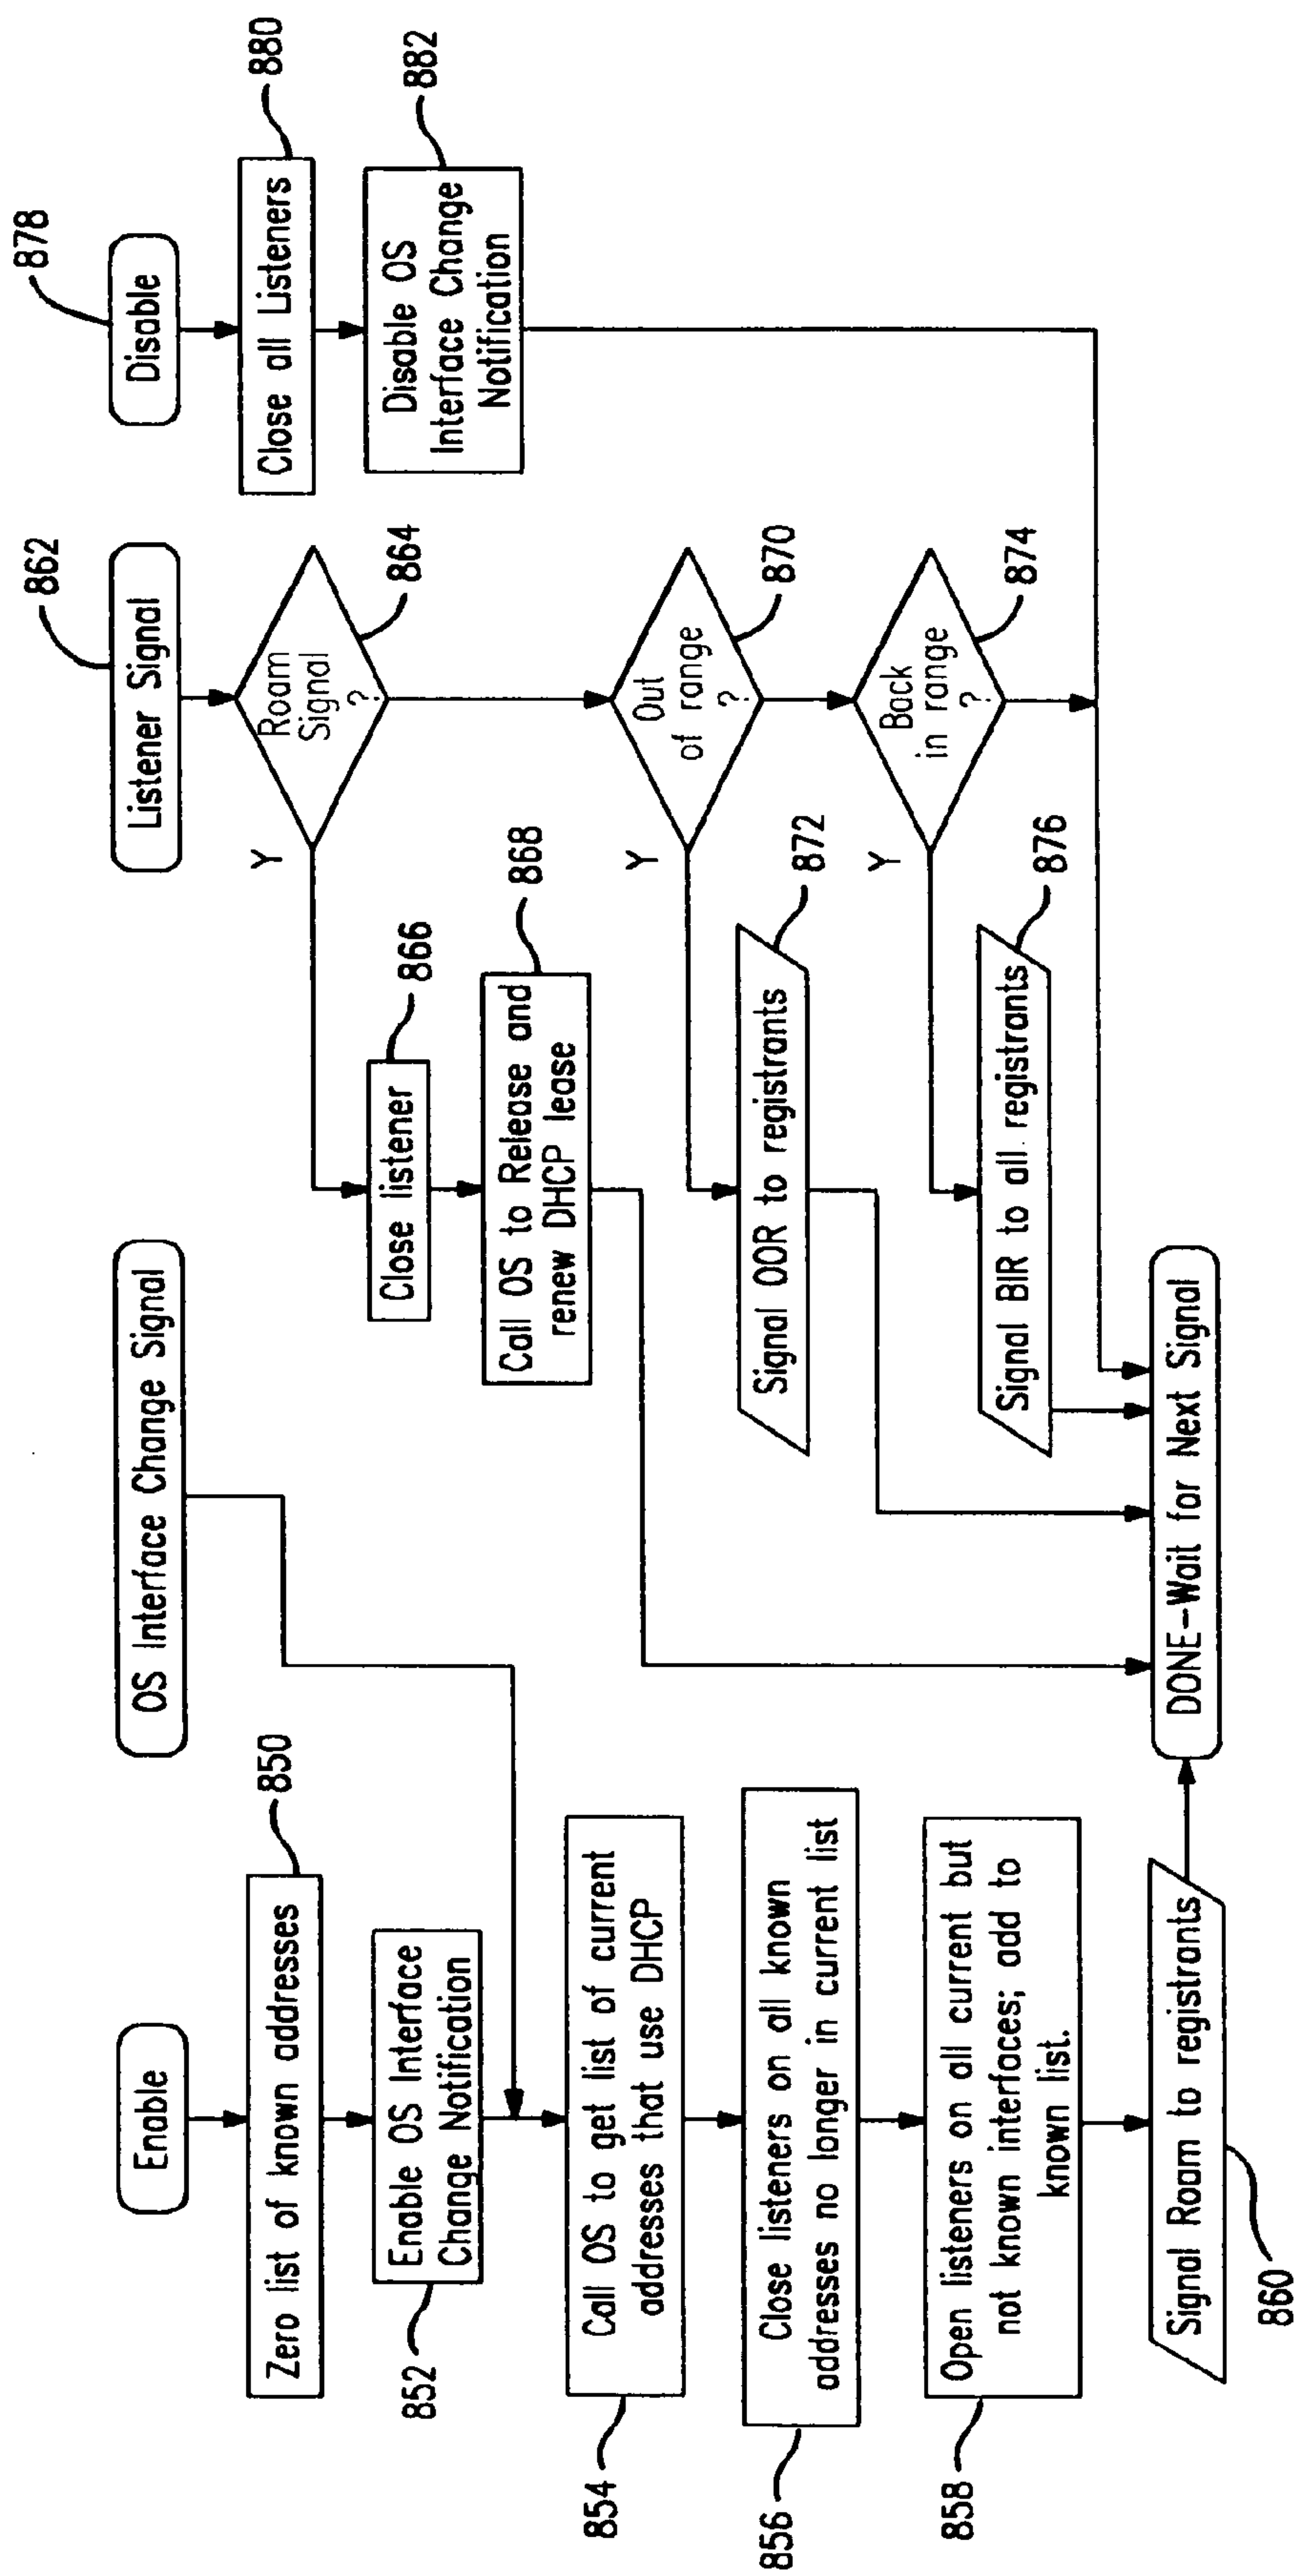 Enable
Zero list of known addresses
850
Enable OS Interface
Change Notification
852
Call OS to get list of current
addresses that use DHCP
854
Close listeners on all known
addresses no longer in current list
856
Open listeners on all current but
not known interfaces; add to
known list.
858
Signal Roam to registrants
860
OS Interface Change Signal
DONE-Wait for Next Signal
Listener Signal
862
Roam
Signal
?
864
Y
Close listener
866
Call OS to Release and
renew DHCP lease
868
Out
of range
?
870
Y
Signal OOR to registrants
872
Back
in range
?
874
Y
Signal BIR to all registrants
876
Disable
878
Close all Listeners
880
Disable OS
Interface Change
Notification
882